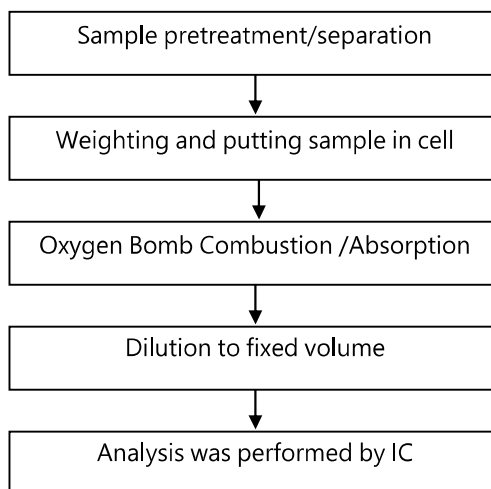 Sample pretreatment/separation
Weighting and putting sample in cell
Oxygen Bomb Combustion /Absorption
Dilution to fixed volume
Analysis was performed by IC